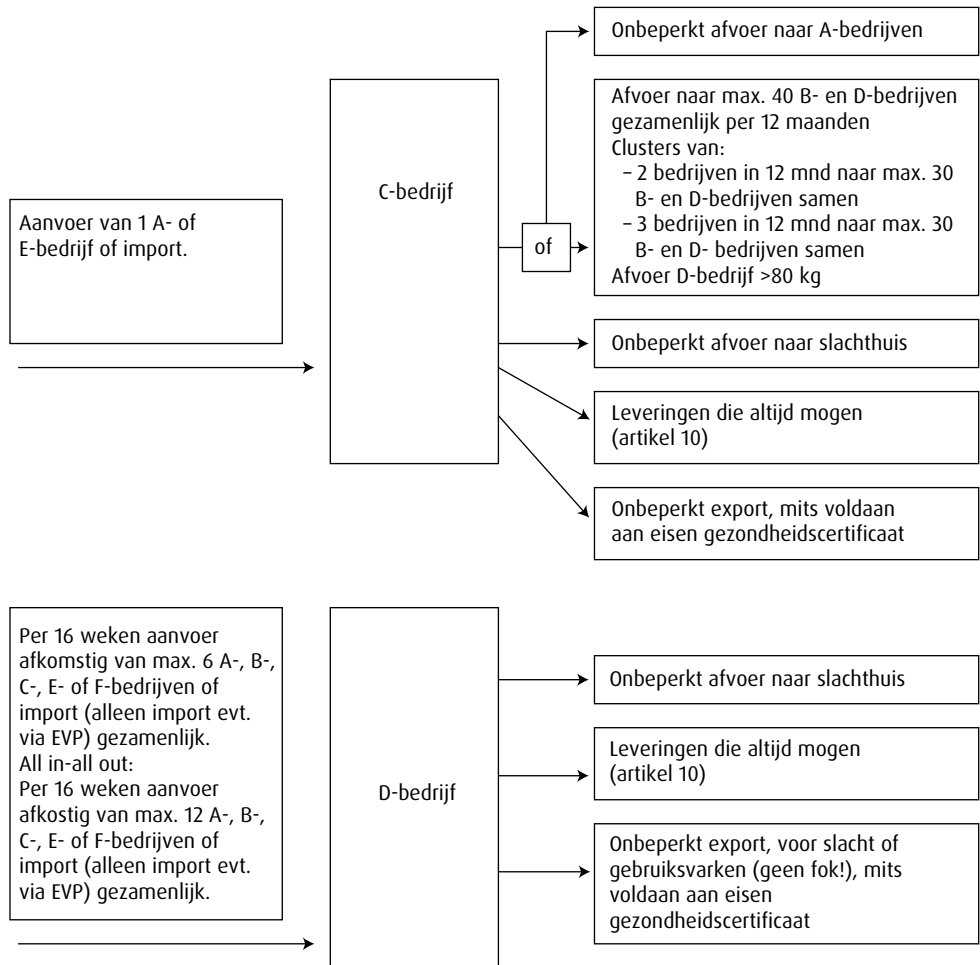 Aanvoer van 1 A- of
E-bedrijf of import.
C-bedrijf
of
Onbeperkt afvoer naar A-bedrijven
Afvoer naar max. 40 B- en D-bedrijven
gezamenlijk per 12 maanden
Clusters van:
– 2 bedrijven in 12 mnd naar max. 30
B- en D-bedrijven samen
– 3 bedrijven in 12 mnd naar max. 30
B- en D- bedrijven samen
Afvoer D-bedrijf >80 kg
Onbeperkt afvoer naar slachthuis
Leveringen die altijd mogen
(artikel 10)
Onbeperkt export, mits voldaan
aan eisen gezondheidscertificaat
Per 16 weken aanvoer
afkomstig van max. 6 A-, B-,
C-, E- of F-bedrijven of
import (alleen import evt.
via EVP) gezamenlijk.
All in-all out:
Per 16 weken aanvoer
afkostig van max. 12 A-, B-,
C-, E- of F-bedrijven of
import (alleen import evt.
via EVP) gezamenlijk.
D-bedrijf
Onbeperkt afvoer naar slachthuis
Leveringen die altijd mogen
(artikel 10)
Onbeperkt export, voor slacht of
gebruiksvarken (geen fok!), mits
voldaan aan eisen
gezondheidscertificaat